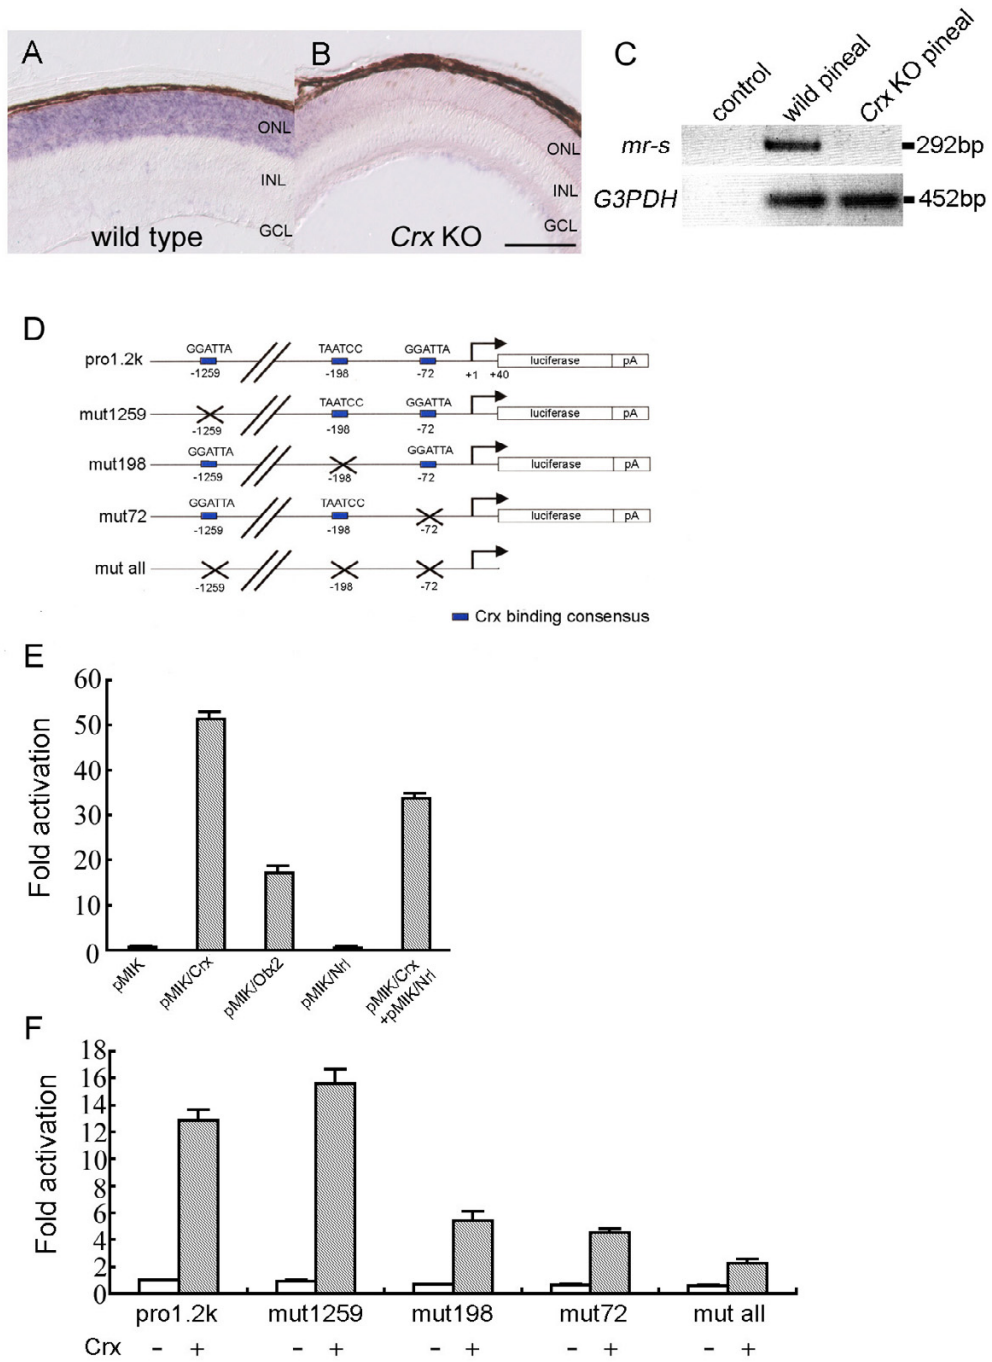 A
ONL
INL
GCL
wild type
B
ONL
INL
GCL
Crx KO
C
control
wild pineal
Crx KO pineal
mr-s
292bp
G3PDH
452bp
D
pro1.2k
GGATTA
-1259
TAATCC
-198
GGATTA
-72
+1
+40
luciferase
pA
mut1259
-1259
TAATCC
-198
GGATTA
-72
luciferase
pA
mut198
GGATTA
-1259
-198
GGATTA
-72
luciferase
pA
mut72
GGATTA
-1259
TAATCC
-198
-72
luciferase
pA
mut all
-1259
-198
-72
Crx binding consensus
E
Fold activation
60
50
40
30
20
10
0
pMIK
pMIK/Crx
pMIK/Otx2
pMIK/Nrl
pMIK/Crx
+pMIK/Nrl
F
Fold activation
18
16
14
12
10
8
6
4
2
0
pro1.2k
mut1259
mut198
mut72
mut all
Crx - + - + - + - + - +